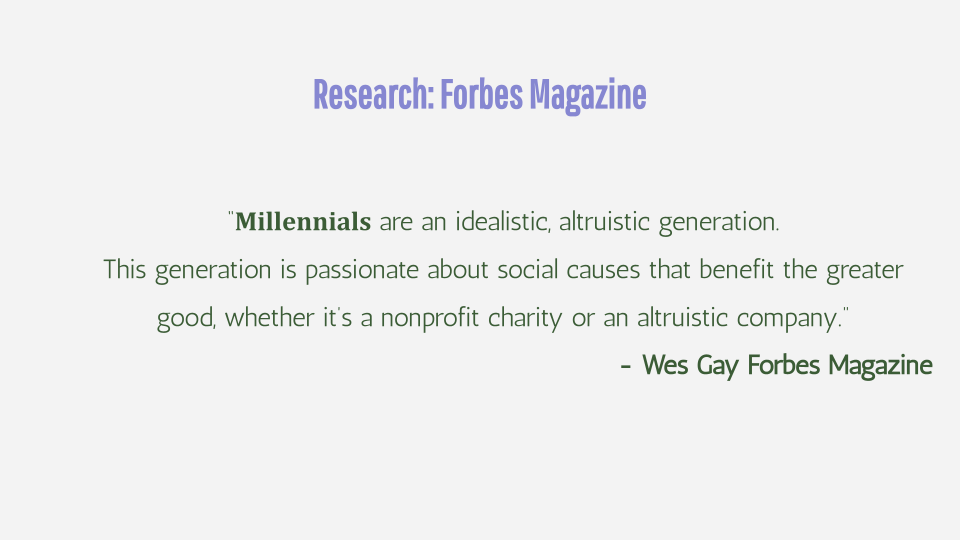 Research: Forbes Magazine
"Millennials are an idealistic, altruistic generation.
This generation is passionate about social causes that benefit the greater
good, whether it's a nonprofit charity or an altruistic company."
- Wes Gay Forbes Magazine